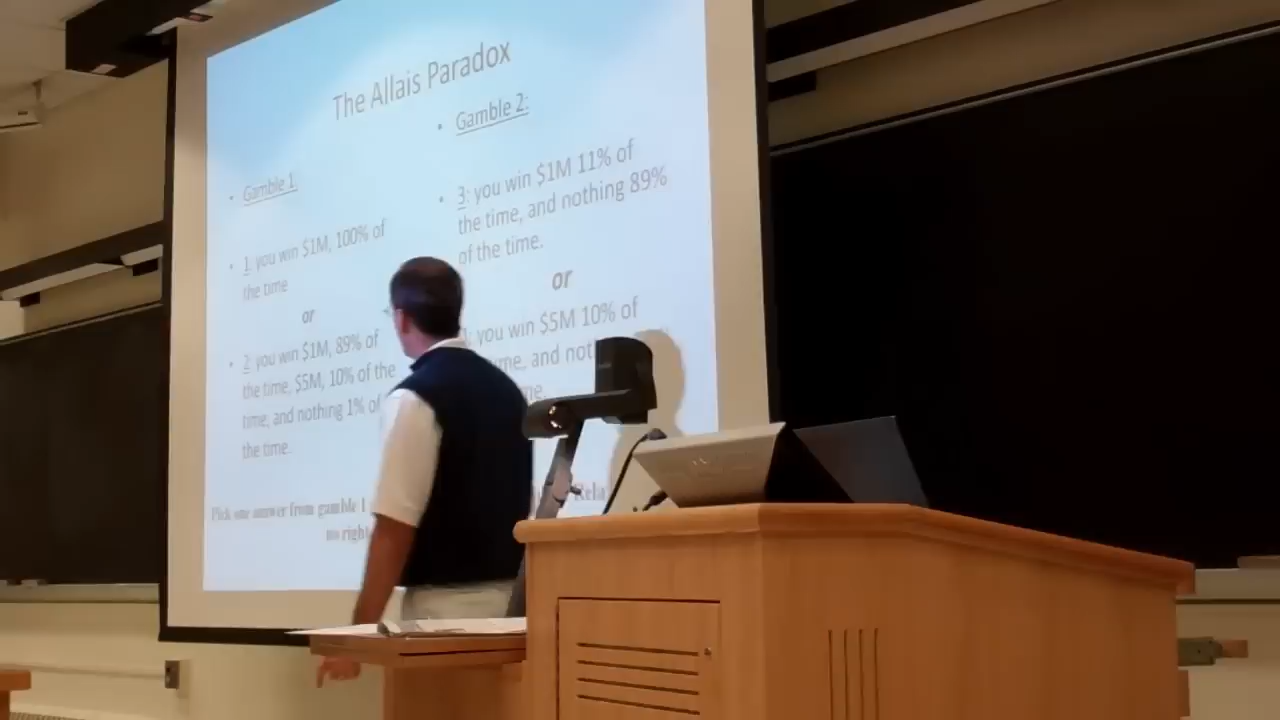 The Allais Paradox
• Gamble 1:
• 1: you win $1M, 100% of
the time
or
• 2: you win $1M, 89% of
the time, $5M, 10% of the
time, and nothing 1% of
the time.
• Gamble 2:
• 3: you win $1M 11% of
the time, and nothing 89%
of the time.
or
you win $5M 10% of
and
Pick one answer from gamble 1
no right